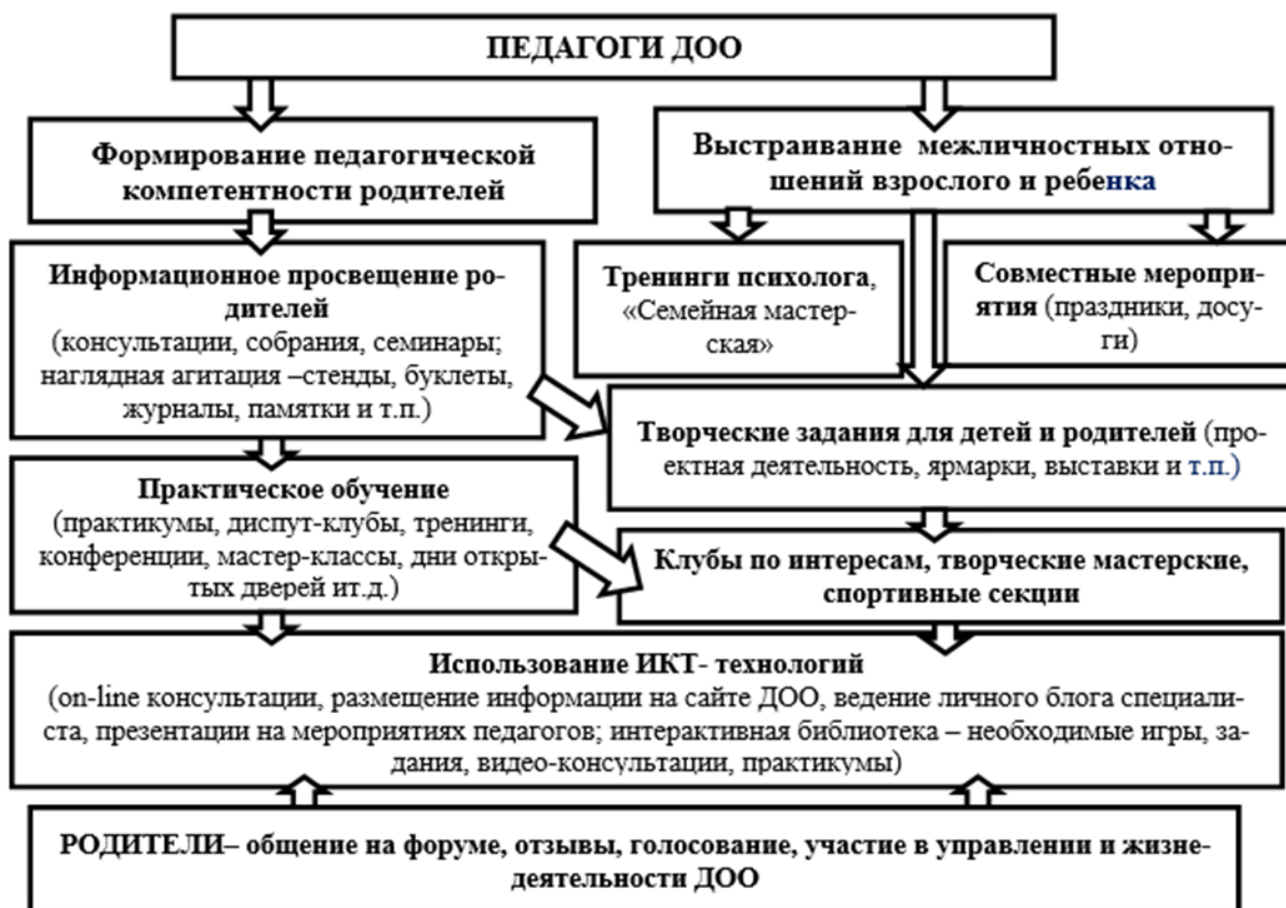 ПЕДАГОГИ ДОО
Формирование педагогической
компетентности родителей
Выстраивание межличностных отно-
шений взрослого и ребенка
Информационное просвещение ро-
дителей
(консультации, собрания, семинары;
наглядная агитация –стенды, буклеты,
журналы, памятки и т.п.)
Тренинги психолога,
«Семейная мастер-
ская»
Совместные меропри-
ятия (праздники, досу-
ги)
Творческие задания для детей и родителей (про-
ектная деятельность, ярмарки, выставки и т.п.)
Практическое обучение
(практикумы, диспут-клубы, тренинги,
конференции, мастер-классы, дни откры-
тых дверей ит.д.)
Клубы по интересам, творческие мастерские,
спортивные секции
Использование ИКТ- технологий
(on-line консультации, размещение информации на сайте ДОО, ведение личного блога специали-
ста, презентации на мероприятиях педагогов; интерактивная библиотека – необходимые игры, за-
дания, видео-консультации, практикумы)
РОДИТЕЛИ– общение на форуме, отзывы, голосование, участие в управлении и жизне-
деятельности ДОО